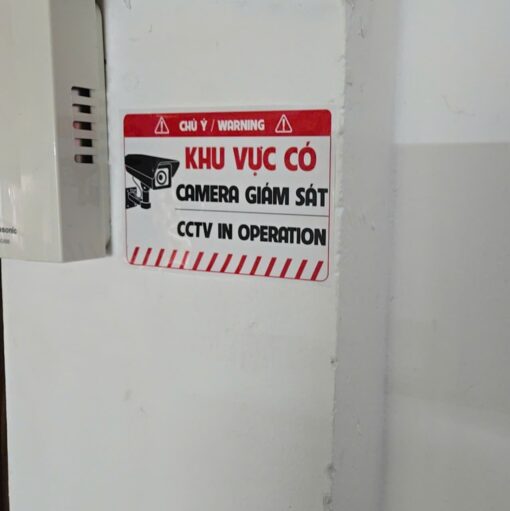 CHÚ Ý / WARNING
KHU VỰC CÓ
CAMERA GIÁM SÁT
CCTV IN OPERATION